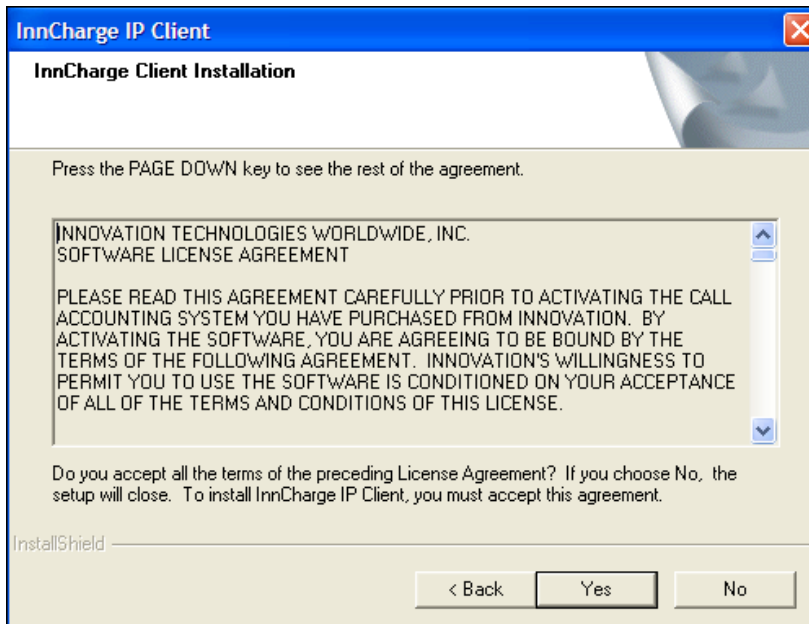 InnCharge IP Client
InnCharge Client Installation
Press the PAGE DOWN key to see the rest of the agreement.
INNOVATION TECHNOLOGIES WORLDWIDE, INC.
SOFTWARE LICENSE AGREEMENT
PLEASE READ THIS AGREEMENT CAREFULLY PRIOR TO ACTIVATING THE CALL
ACCOUNTING SYSTEM YOU HAVE PURCHASED FROM INNOVATION.  BY
ACTIVATING THE SOFTWARE, YOU ARE AGREEING TO BE BOUND BY THE
TERMS OF THE FOLLOWING AGREEMENT.  INNOVATION'S WILLINGNESS TO
PERMIT YOU TO USE THE SOFTWARE IS CONDITIONED ON YOUR ACCEPTANCE
OF ALL OF THE TERMS AND CONDITIONS OF THIS LICENSE.
Do you accept all the terms of the preceding License Agreement?  If you choose No,  the
setup will close.  To install InnCharge IP Client, you must accept this agreement.
InstallShield
< Back
Yes
No